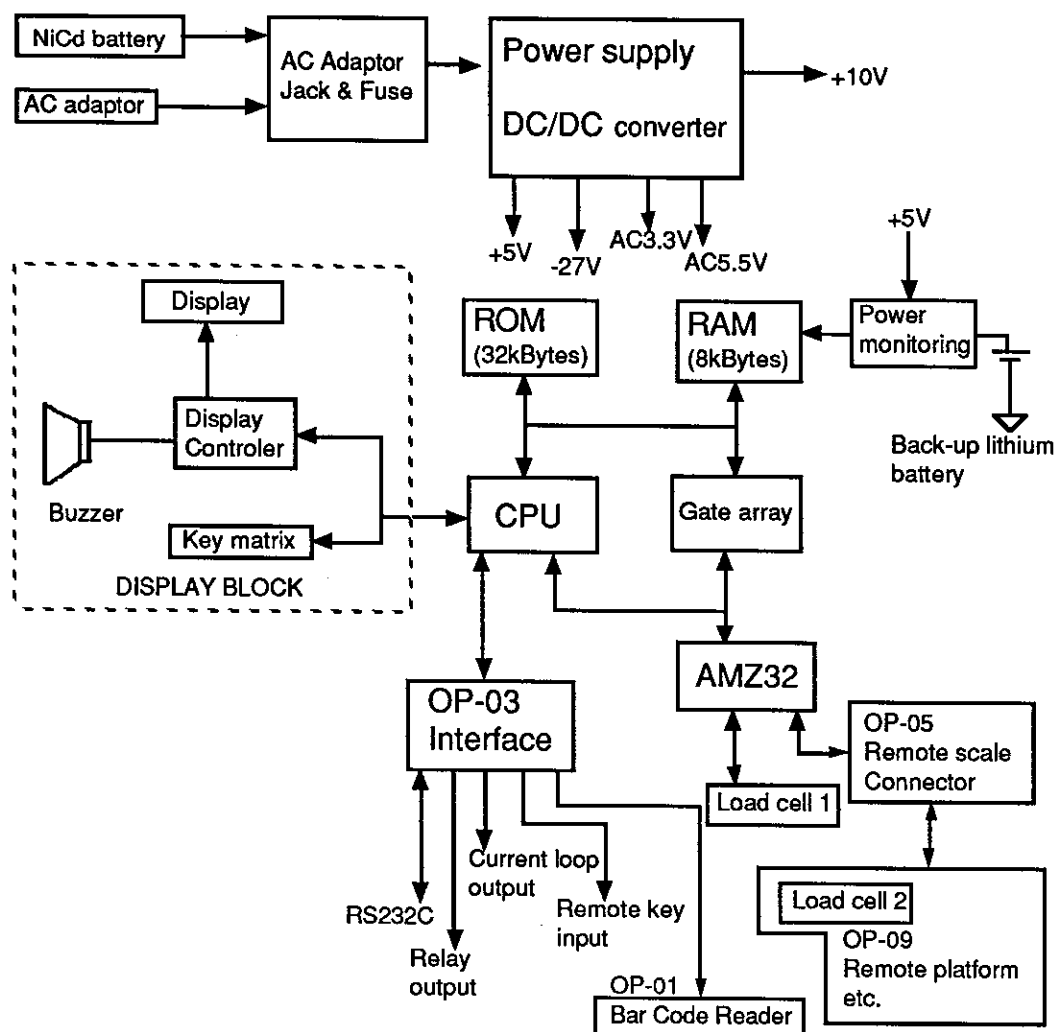 NiCd battery
AC adaptor
AC Adaptor
Jack & Fuse
Power supply
DC/DC converter
+10V
+5V
-27V
AC3.3V
AC5.5V
+5V
Display
ROM
(32kBytes)
RAM
(8kBytes)
Power
monitoring
Display
Controler
Buzzer
Back-up lithium
battery
CPU
Gate array
Key matrix
DISPLAY BLOCK
AMZ32
OP-03
Interface
OP-05
Remote scale
Connector
Load cell 1
Current loop
output
RS232C
Remote key
input
Relay
output
Load cell 2
OP-09
Remote platform
etc.
OP-01
Bar Code Reader